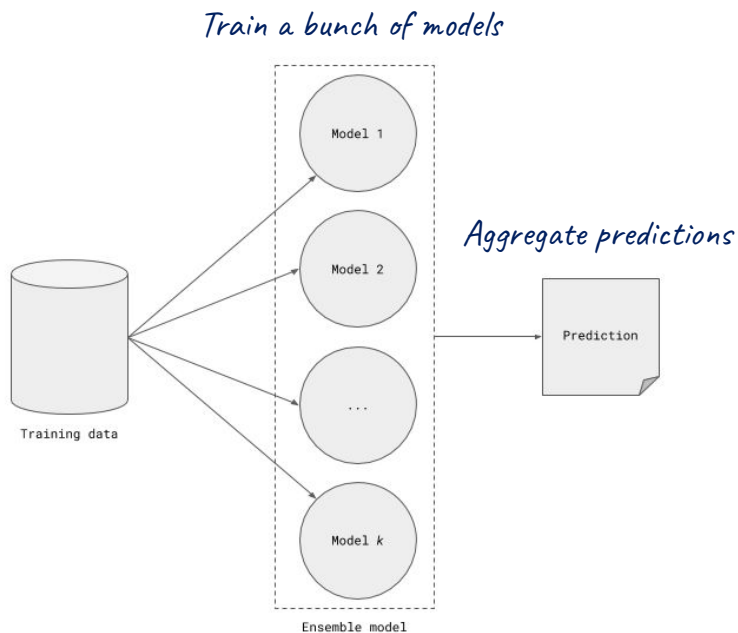 Train a bunch of models
Model 1
Aggregate predictions
Model 2
Prediction
...
Training data
Model k
Ensemble model